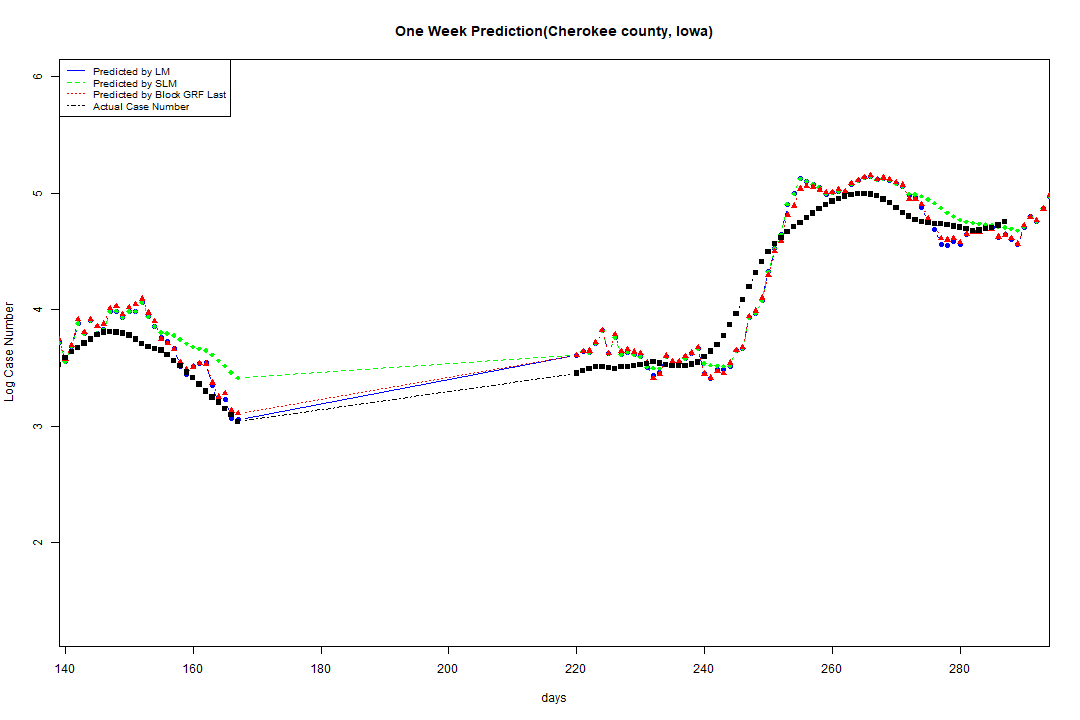 One Week Prediction(Cherokee county, Iowa)
Predicted by LM
Predicted by SLM
Predicted by Block GRF Last
Actual Case Number
Log Case Number
6
5
4
3
2
140 160 180 200 220 240 260 280
days